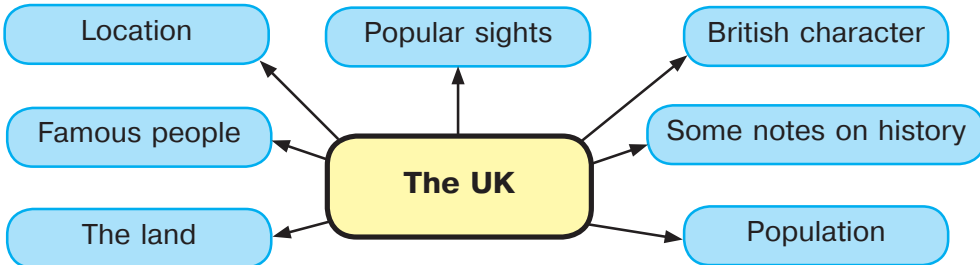 Location
Popular sights
British character
Famous people
Some notes on history
The UK
The land
Population